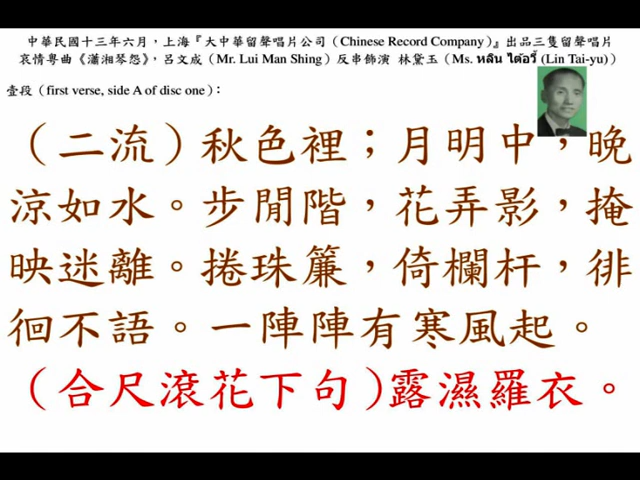 中華民國十三年六月，上海『大中華留聲唱片公司（Chinese Record Company）』出品三隻留聲唱片
哀情粵曲《瀟湘琴怨》，呂文成（Mr. Lui Man Shing）反串飾演 林黛玉（Ms. หลิน ไต้อวี้ (Lin Tai-yu)）
壹段（first verse, side A of disc one）：
（二流）秋色裡；月明中，晚
涼如水。步閒階，花弄影，掩
映迷離。捲珠簾，倚欄杆，徘
徊不語。一陣陣有寒風起。
（合尺滾花下句)露濕羅衣。